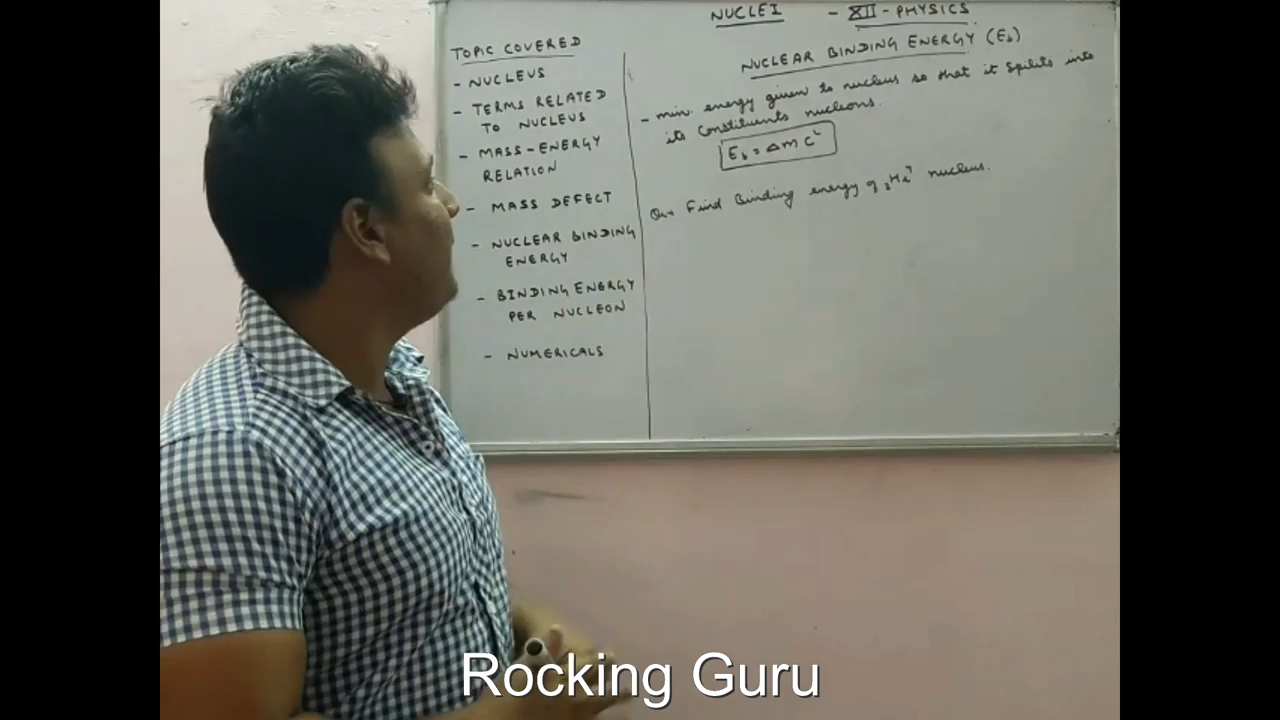 NUCLEI - XII - PHYSICS
TOPIC COVERED
- NUCLEUS
- TERMS RELATED
TO NUCLEUS
- MASS-ENERGY
RELATION
- MASS DEFECT
- NUCLEAR BINDING
ENERGY
- BINDING ENERGY
PER NUCLEON
- NUMERICALS
NUCLEAR BINDING ENERGY (Eb)
- min. energy given to nucleus so that it splits into
its constituents nucleons.
Eb = Δm c²
Find Binding energy of nucleus.
Rocking Guru